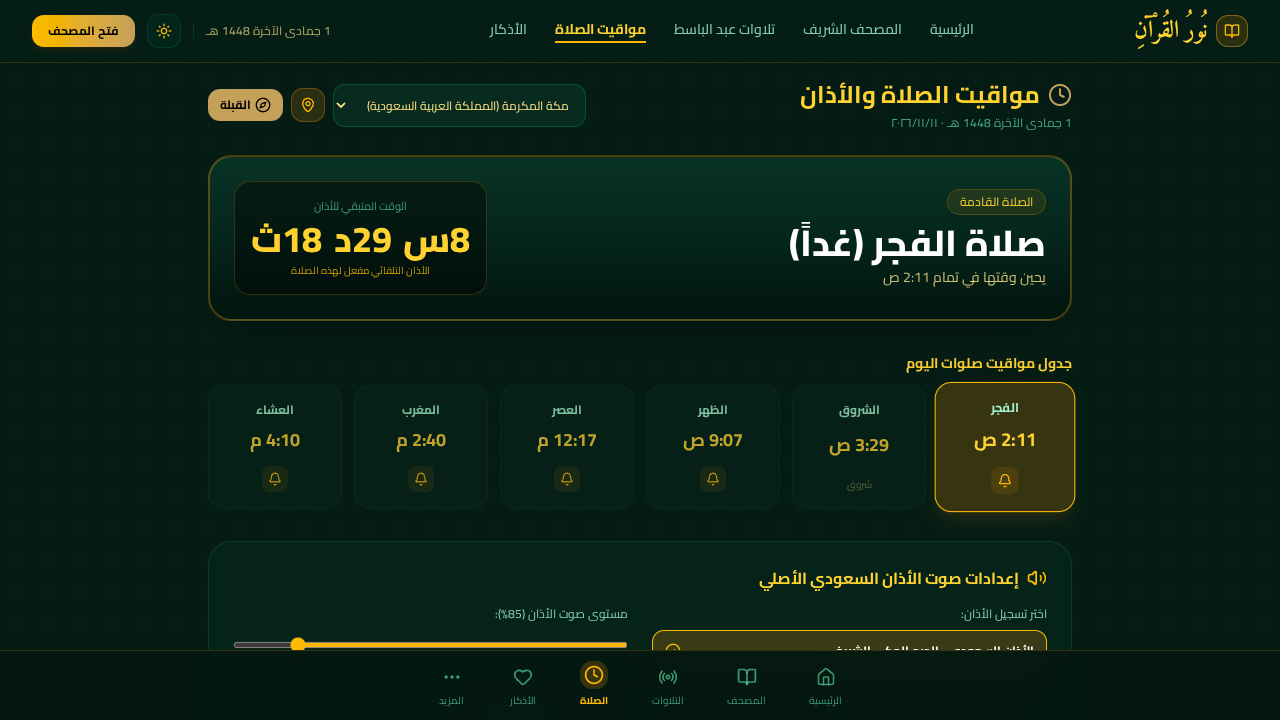 نُورُ القُرآنِ
الرئيسية
المصحف الشريف
تلاوات عبد الباسط
مواقيت الصلاة
الأذكار
1 جمادى الآخرة 1448 هـ
فتح المصحف
مواقيت الصلاة والأذان
1 جمادى الآخرة 1448 هـ · ٢٠٢٦/١١/١١
مكة المكرمة (المملكة العربية السعودية)
القبلة
الصلاة القادمة
صلاة الفجر (غداً)
يحين وقتها في تمام 2:11 ص
الوقت المتبقي للأذان
8س 29د 18ث
الأذان التلقائي مفعل لهذه الصلاة
جدول مواقيت صلوات اليوم
الفجر
2:11 ص
الشروق
3:29 ص
شروق
الظهر
9:07 ص
العصر
12:17 م
المغرب
2:40 م
العشاء
4:10 م
إعدادات صوت الأذان السعودي الأصلي
اختر تسجيل الأذان:
مستوى صوت الأذان (85%):
الرئيسية
المصحف
التلاوات
الصلاة
الأذكار
المزيد